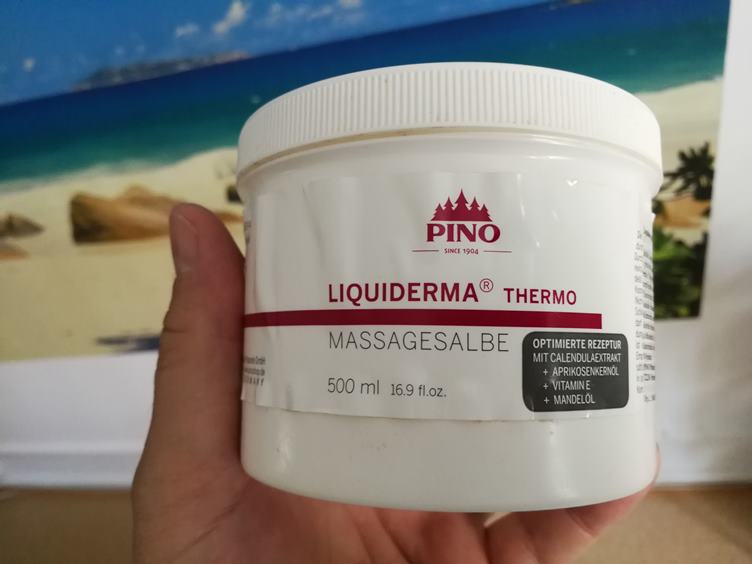 PINO
SINCE 1904
LIQUIDERMA® THERMO
MASSAGESALBE
500 ml 16.9 fl.oz.
OPTIMIERTE REZEPTUR
MIT CALENDULAEXTRAKT
+ APRIKOSENKERNÖL
+ VITAMIN E
+ MANDELÖL
GmbH